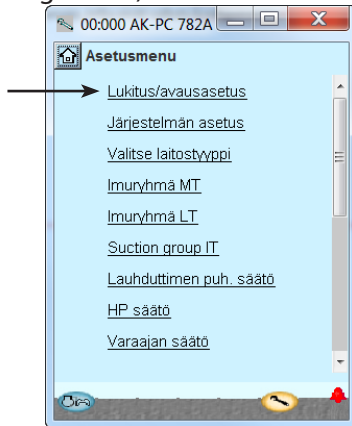 00:000 AK-PC 782A
Asetusmenu
Lukitus/avausasetus
Järjestelmän asetus
Valitse laitostyyppi
Imuryhmä MT
Imuryhmä LT
Suction group IT
Lauhduttimen puh. säätö
HP säätö
Varaajan säätö